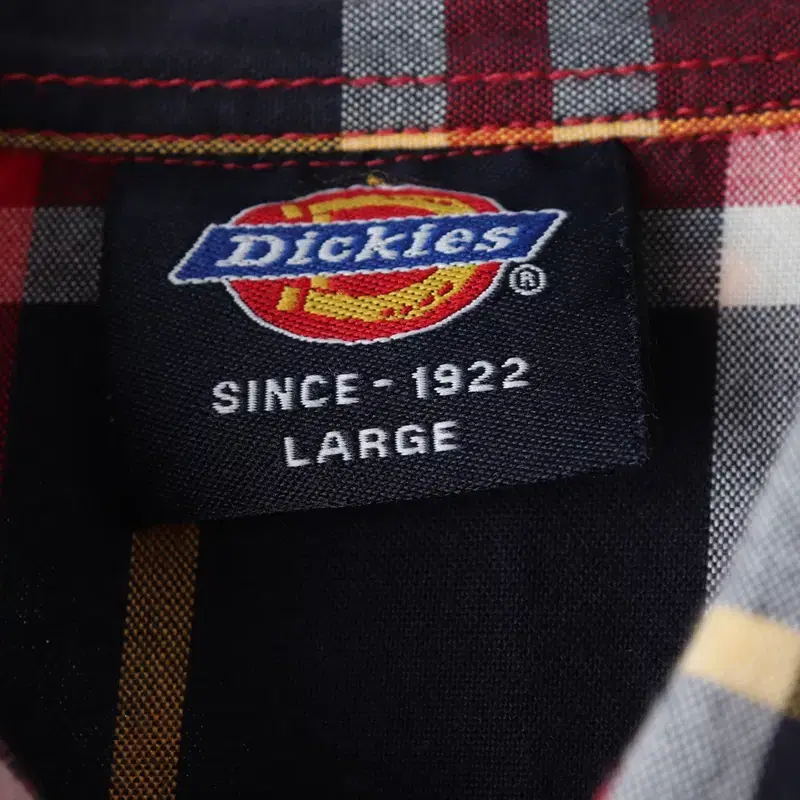 Dickies
®
SINCE - 1922
LARGE